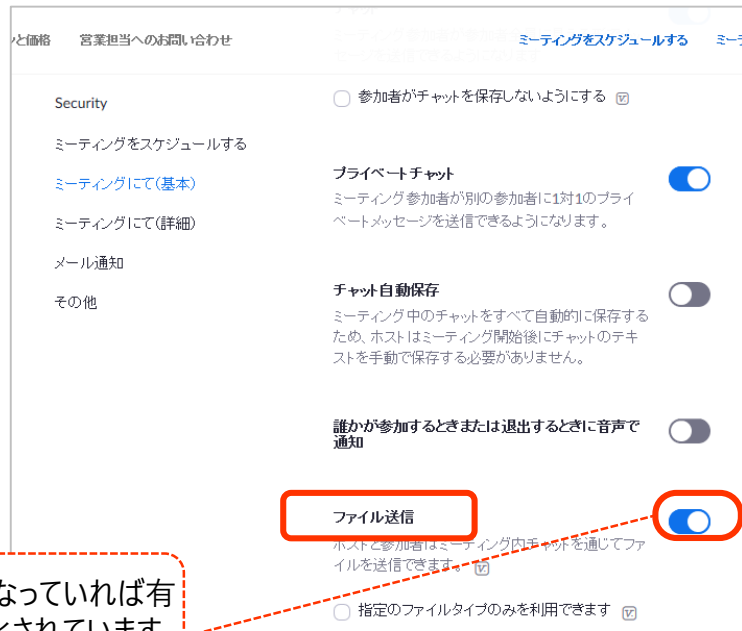 と価格 営業担当へのお問い合わせ ミーティングをスケジュールする ミーテ
Security
ミーティングをスケジュールする
ミーティングにて(基本)
ミーティングにて(詳細)
メール通知
その他
参加者がチャットを保存しないようにする
プライベートチャット
ミーティング参加者が別の参加者に1対1のプライ
ベートメッセージを送信できるようになります。
チャット自動保存
ミーティング中のチャットをすべて自動的に保存する
ため、ホストはミーティング開始後にチャットのテキ
ストを手動で保存する必要がありません。
誰かが参加するときまたは退出するときに音声で
通知
ファイル送信
ホストと参加者はミーティング内チャットを通じてファ
イルを送信できます。
指定のファイルタイプのみを利用できます
なっていれば有
とされています